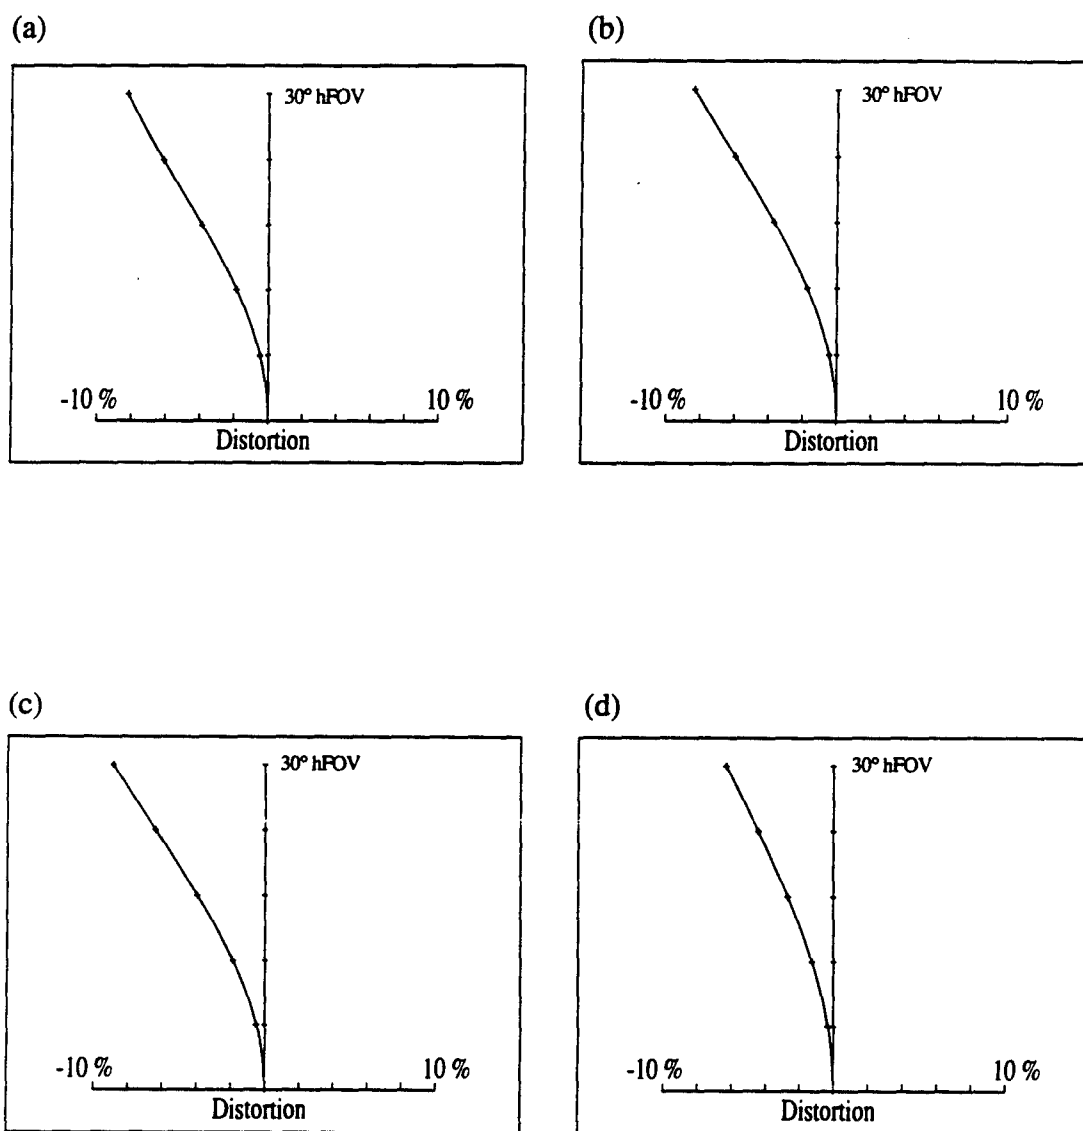 (a)
30° hFOV
-10 % 10 %
Distortion
(b)
30° hFOV
-10 % 10 %
Distortion
(c)
30° hFOV
-10 % 10 %
Distortion
(d)
30° hFOV
-10 % 10 %
Distortion